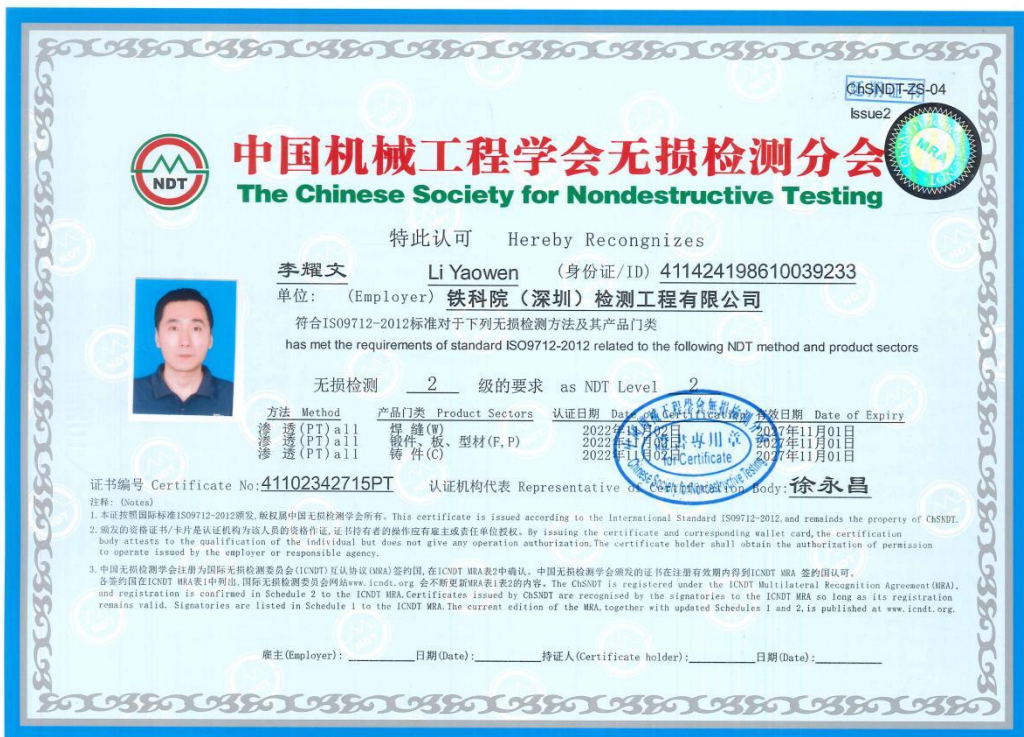 ChSNDT-ZS-04
Issue2
MRA
NDT
中国机械工程学会无损检测分会
The Chinese Society for Nondestructive Testing
特此认可 Hereby Recongnizes
李耀文 Li Yaowen (身份证/ID) 411424198610039233
单位: (Employer) 铁科院（深圳）检测工程有限公司
符合ISO9712-2012标准对于下列无损检测方法及其产品门类
has met the requirements of standard ISO9712-2012 related to the following NDT method and product sectors
无损检测 2 级的要求 as NDT Level 2
方法 Method 产品门类 Product Sectors 认证日期 Date of Certification 有效日期 Date of Expiry
渗 透(PT)all 焊 缝(W) 2022年11月02日 2027年11月01日
渗 透(PT)all 锻件、板、型材(F,P) 2022年11月02日 2027年11月01日
渗 透(PT)all 铸 件(C) 2022年11月02日 2027年11月01日
證書專用章
for Certificate
Chinese Society for Nondestructive Testing
证书编号 Certificate No:41102342715PT 认证机构代表 Representative of Certification Body:徐永昌
注释: (Notea)
1. 本证按照国际标准ISO9712-2012颁发,版权属中国无损检测学会所有。This certificate is issued according to the International Standard ISO9712-2012,and remainds the property of ChSNDT.
2. 颁发的资格证书/卡片是认证机构为该人员的资格作证,证书持有者的操作应有雇主或责任单位授权。By issuing the certificate and corresponding wallet card,the certification
body attests to the qualification of the individual but does not give any operation authorization.The certificate holder shall obtain the authorization of permission
to operate issued by the employer or responsible agency.
3. 中国无损检测学会注册为国际无损检测委员会(ICNDT)互认协议(MRA)签约国,在ICNDT MRA表2中确认。中国无损检测学会颁发的证书在注册有效期内得到ICNDT MRA 签约国认可。
各签约国在ICNDT MRA表1中列出,国际无损检测委员会网站www.icndt.org 会不断更新MRA表1表2的内容。The ChSNDT is registered under the ICNDT Multilateral Recognition Agreement(MRA),
and registration is confirmed in Schedule 2 to the ICNDT MRA.Certificates issued by ChSNDT are recognised by the signatories to the ICNDT MRA so long as its registration
remains valid. Signatories are listed in Schedule 1 to the ICNDT MRA.The current edition of the MRA,together with updated Schedules 1 and 2,is published at www.icndt.org.
雇主(Employer): 日期(Date): 持证人(Certificate holder): 日期(Date):